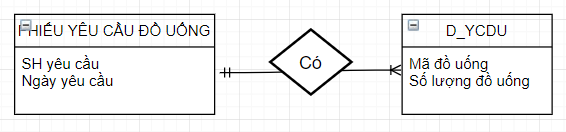 PHIẾU YÊU CẦU ĐỒ UỐNG
SH yêu cầu
Ngày yêu cầu
Có
D_YCDU
Mã đồ uống
Số lượng đồ uống